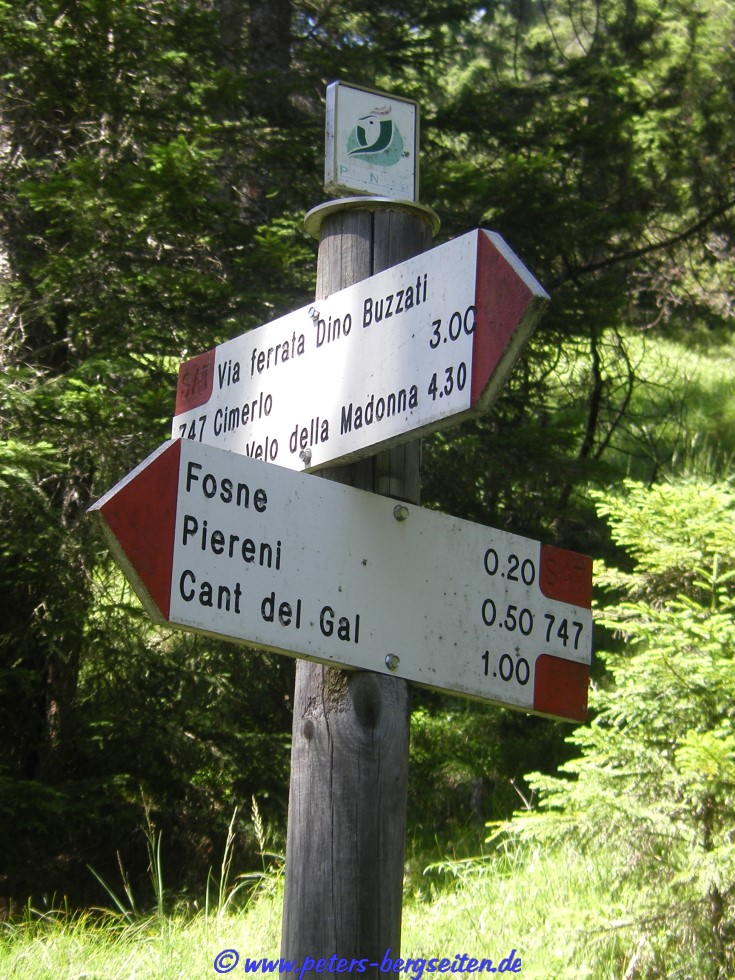 P N
SAT Via ferrata Dino Buzzati
747 Cimerlo 3.00
Velo della Madonna 4.30
Fosne 0.20 SAT
Piereni 0.50 747
Cant del Gal 1.00
© www.peters-bergseiten.de